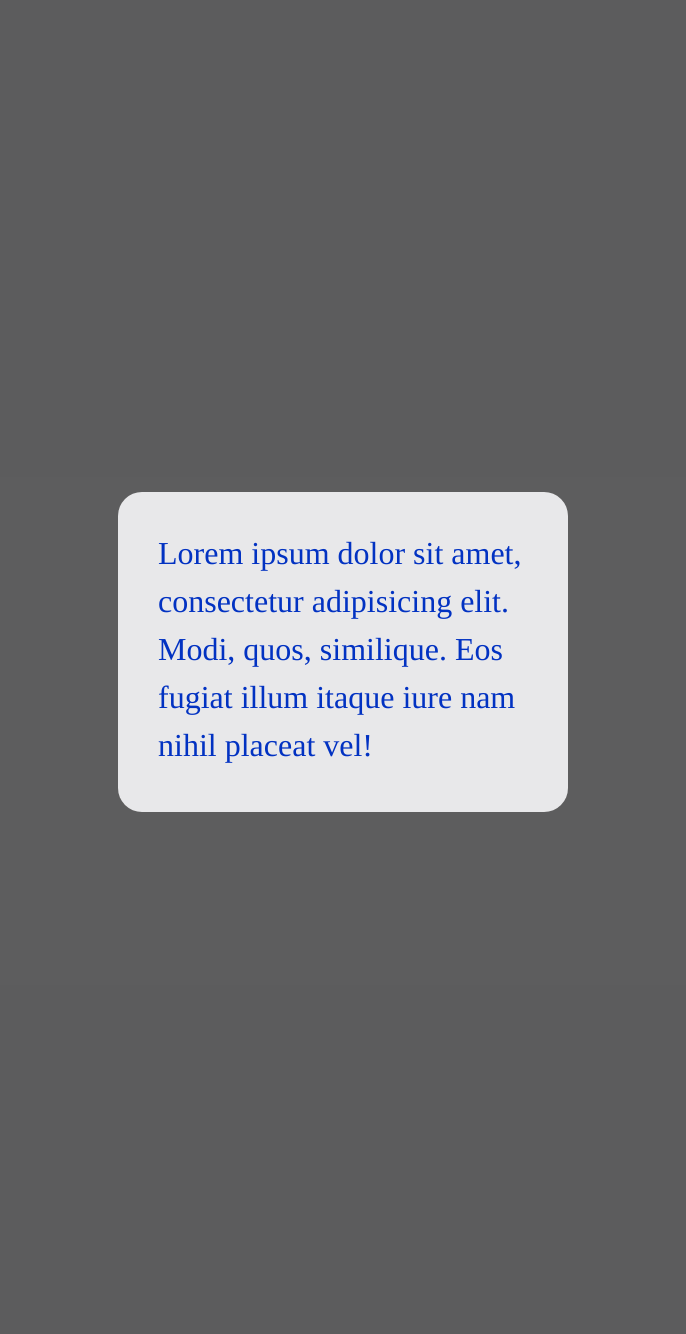 Lorem ipsum dolor sit amet,
consectetur adipisicing elit.
Modi, quos, similique. Eos
fugiat illum itaque iure nam
nihil placeat vel!